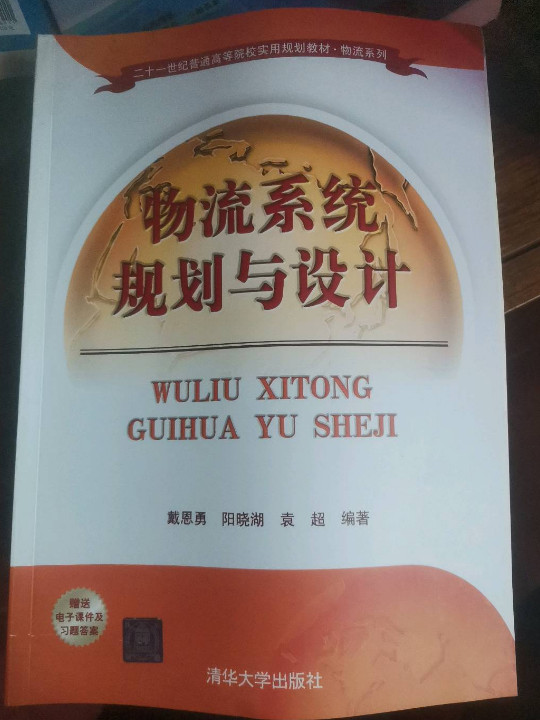 二十一世纪普通高等院校实用规划教材·物流系列
物流系统
规划与设计
WULIU XITONG
GUIHUA YU SHEJI
戴恩勇 阳晓湖 袁 超 编著
赠送
电子课件及
习题答案
清华大学出版社